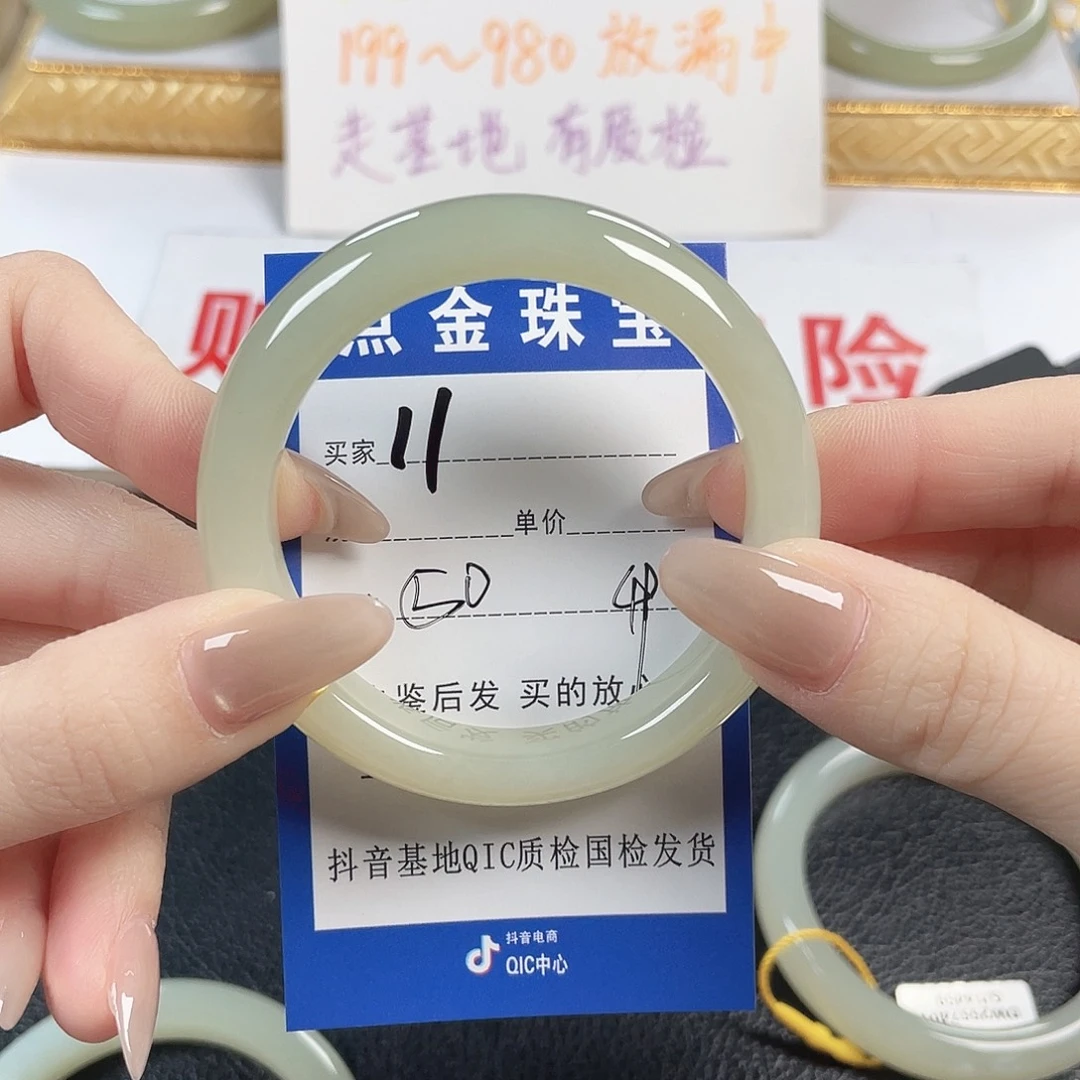 199~980 放漏中
走基地 有质检
险
点金珠宝
买家 11
单价
50
鉴后发 买的放心
抖音基地QIC质检国检发货
抖音电商
QIC中心